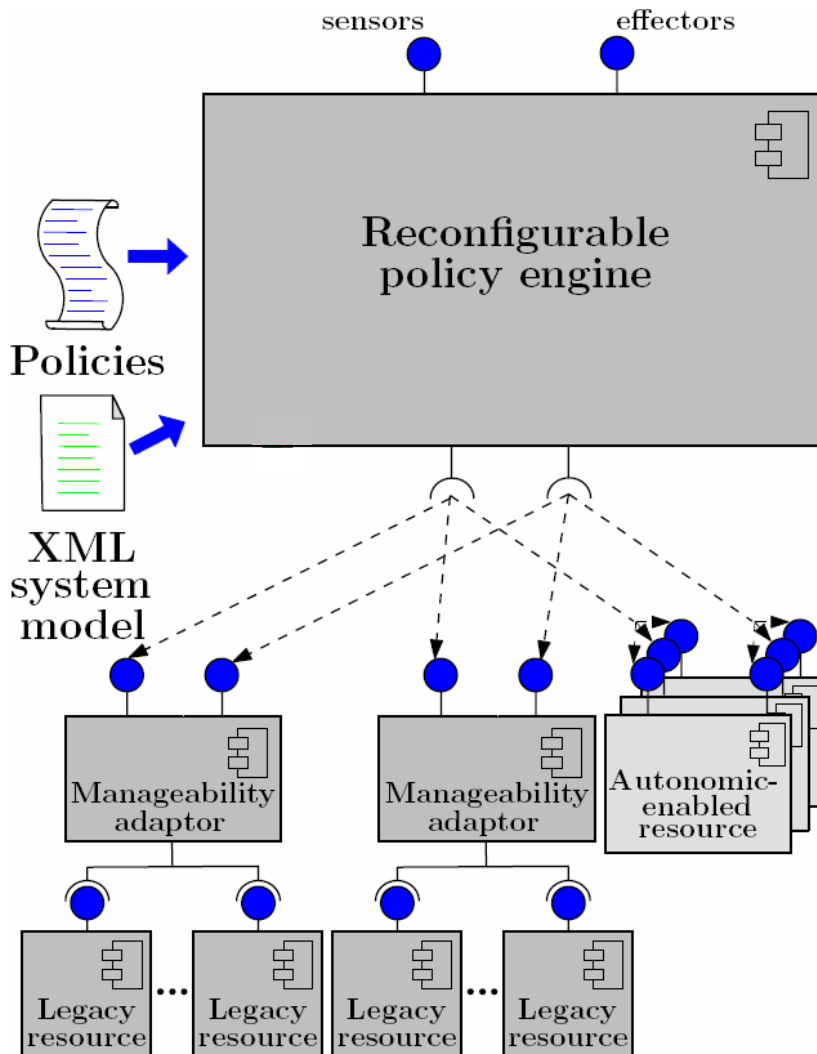 sensors
effectors
Reconfigurable
policy engine
Policies
XML
system
model
Manageability
adaptor
Manageability
adaptor
Autonomic-
enabled
resource
Legacy
resource
...
Legacy
resource
Legacy
resource
...
Legacy
resource